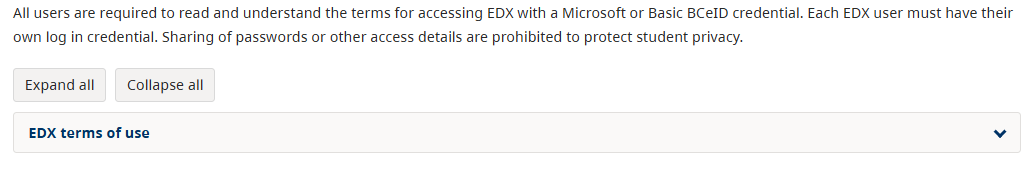 All users are required to read and understand the terms for accessing EDX with a Microsoft or Basic BCeID credential. Each EDX user must have their
own log in credential. Sharing of passwords or other access details are prohibited to protect student privacy.
Expand all
Collapse all
EDX terms of use